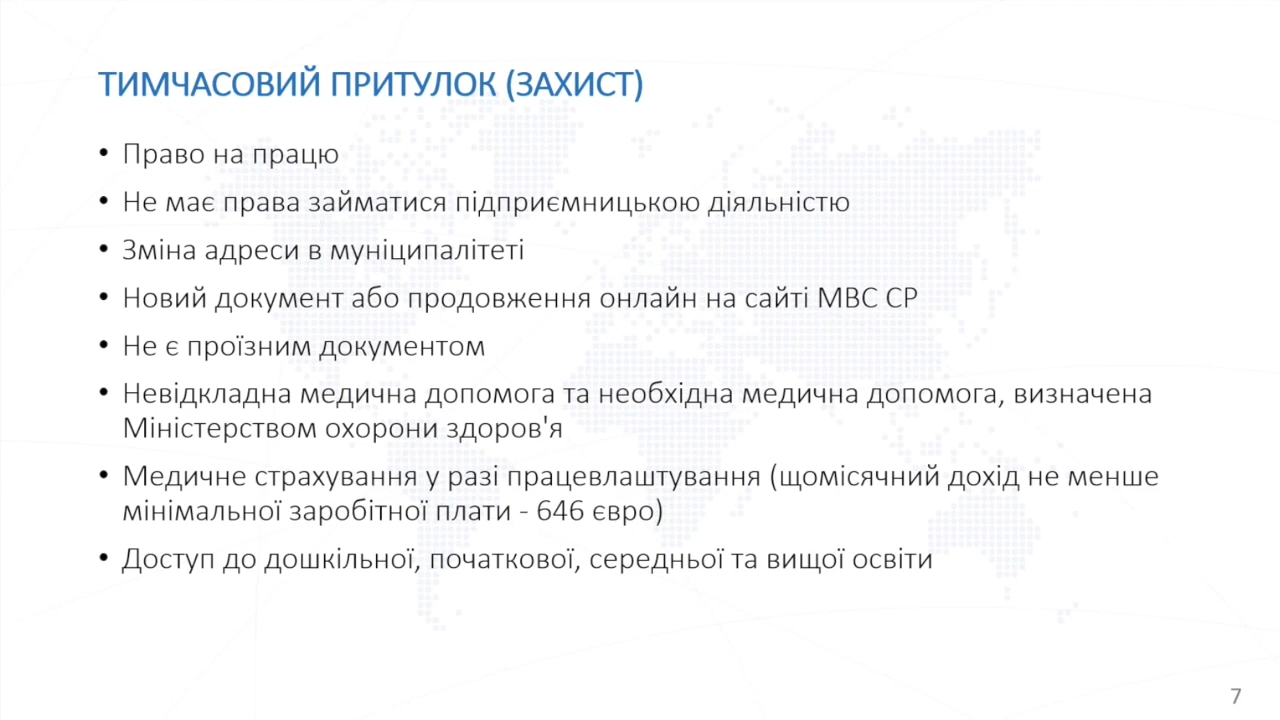 ТИМЧАСОВИЙ ПРИТУЛОК (ЗАХИСТ)
• Право на працю
• Не має права займатися підприємницькою діяльністю
• Зміна адреси в муніципалітеті
• Новий документ або продовження онлайн на сайті МВС СР
• Не є проїзним документом
• Невідкладна медична допомога та необхідна медична допомога, визначена
Міністерством охорони здоров'я
• Медичне страхування у разі працевлаштування (щомісячний дохід не менше
мінімальної заробітної плати - 646 євро)
• Доступ до дошкільної, початкової, середньої та вищої освіти
7